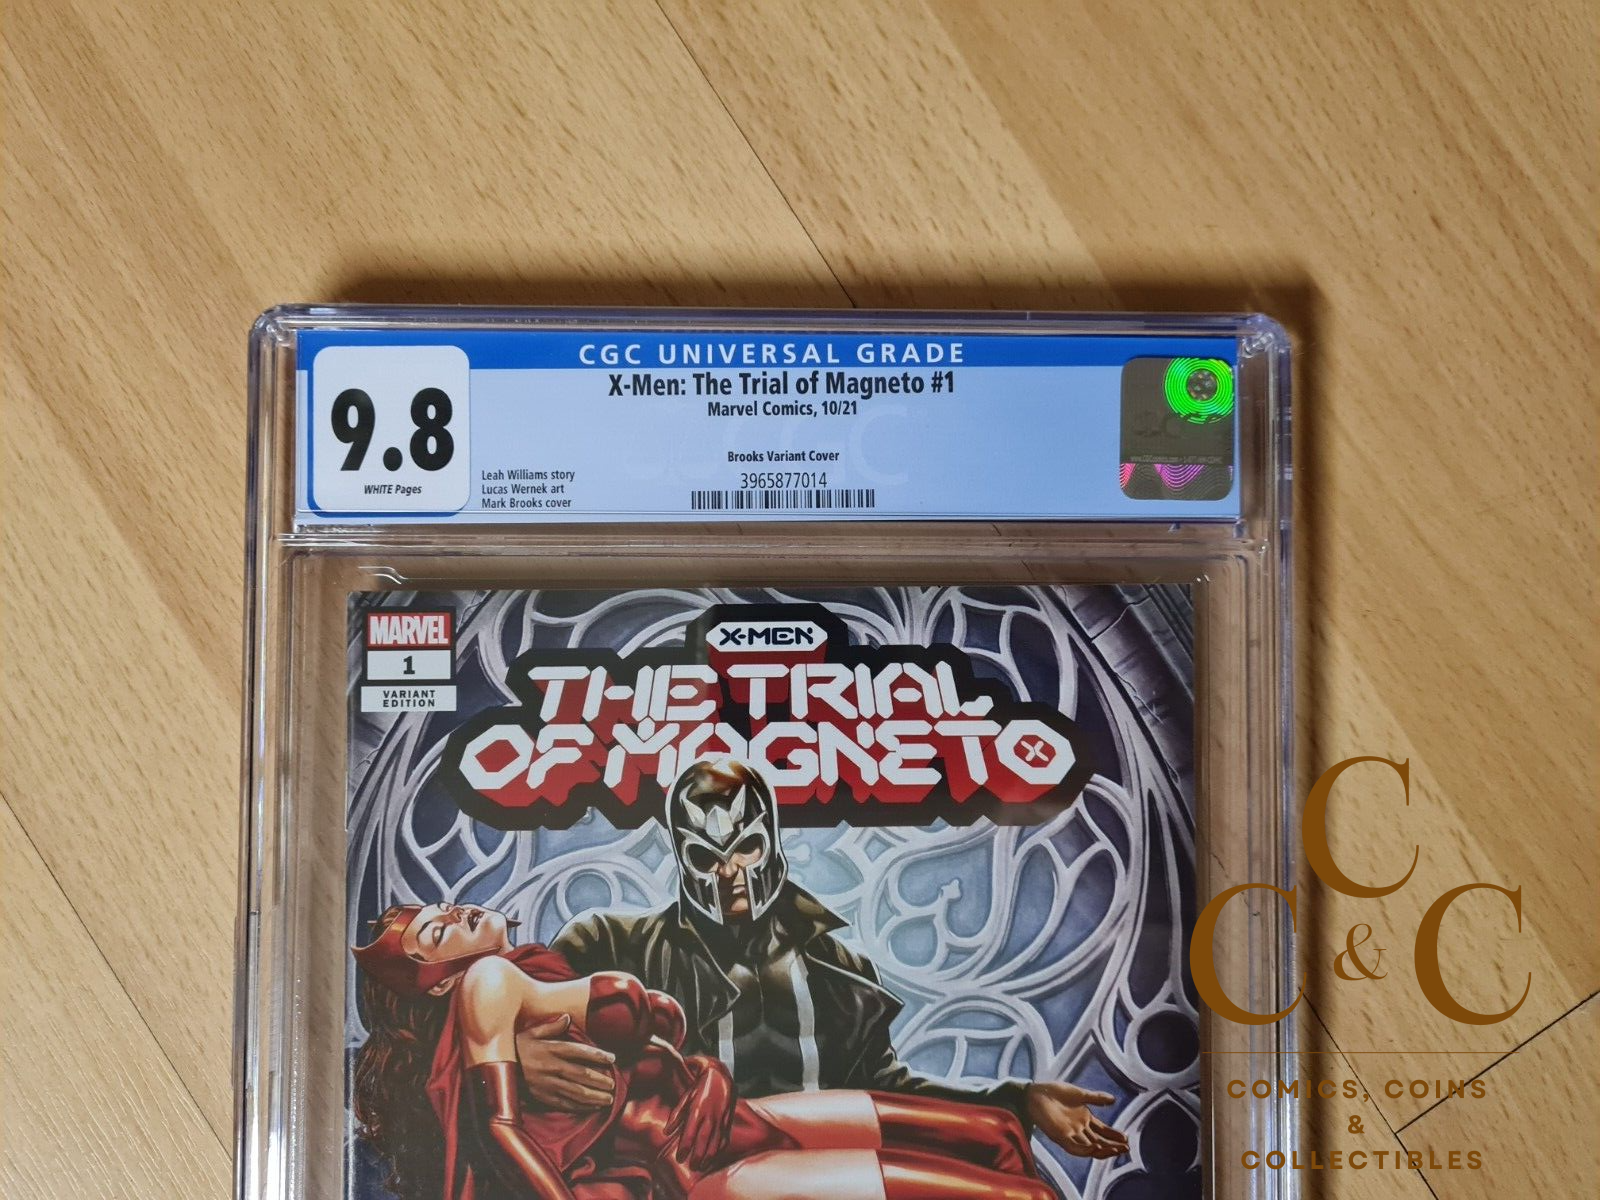 CGC UNIVERSAL GRADE
9.8
WHITE Pages
X-Men: The Trial of Magneto #1
Marvel Comics, 10/21
Brooks Variant Cover
3965877014
Leah Williams story
Lucas Wernek art
Mark Brooks cover
CGC
MARVEL
1
VARIANT
EDITION
X-MEN
THE TRIAL
OF MAGNETO
C
C & C
COMICS, COINS
&
COLLECTIBLES